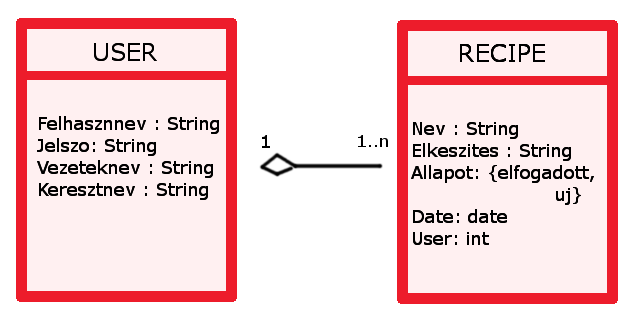 USER
Felhasznnev : String
Jelszo: String
Vezeteknev : String
Keresztnev : String
1
1..n
RECIPE
Nev : String
Elkeszites : String
Allapot: {elfogadott,
uj}
Date: date
User: int